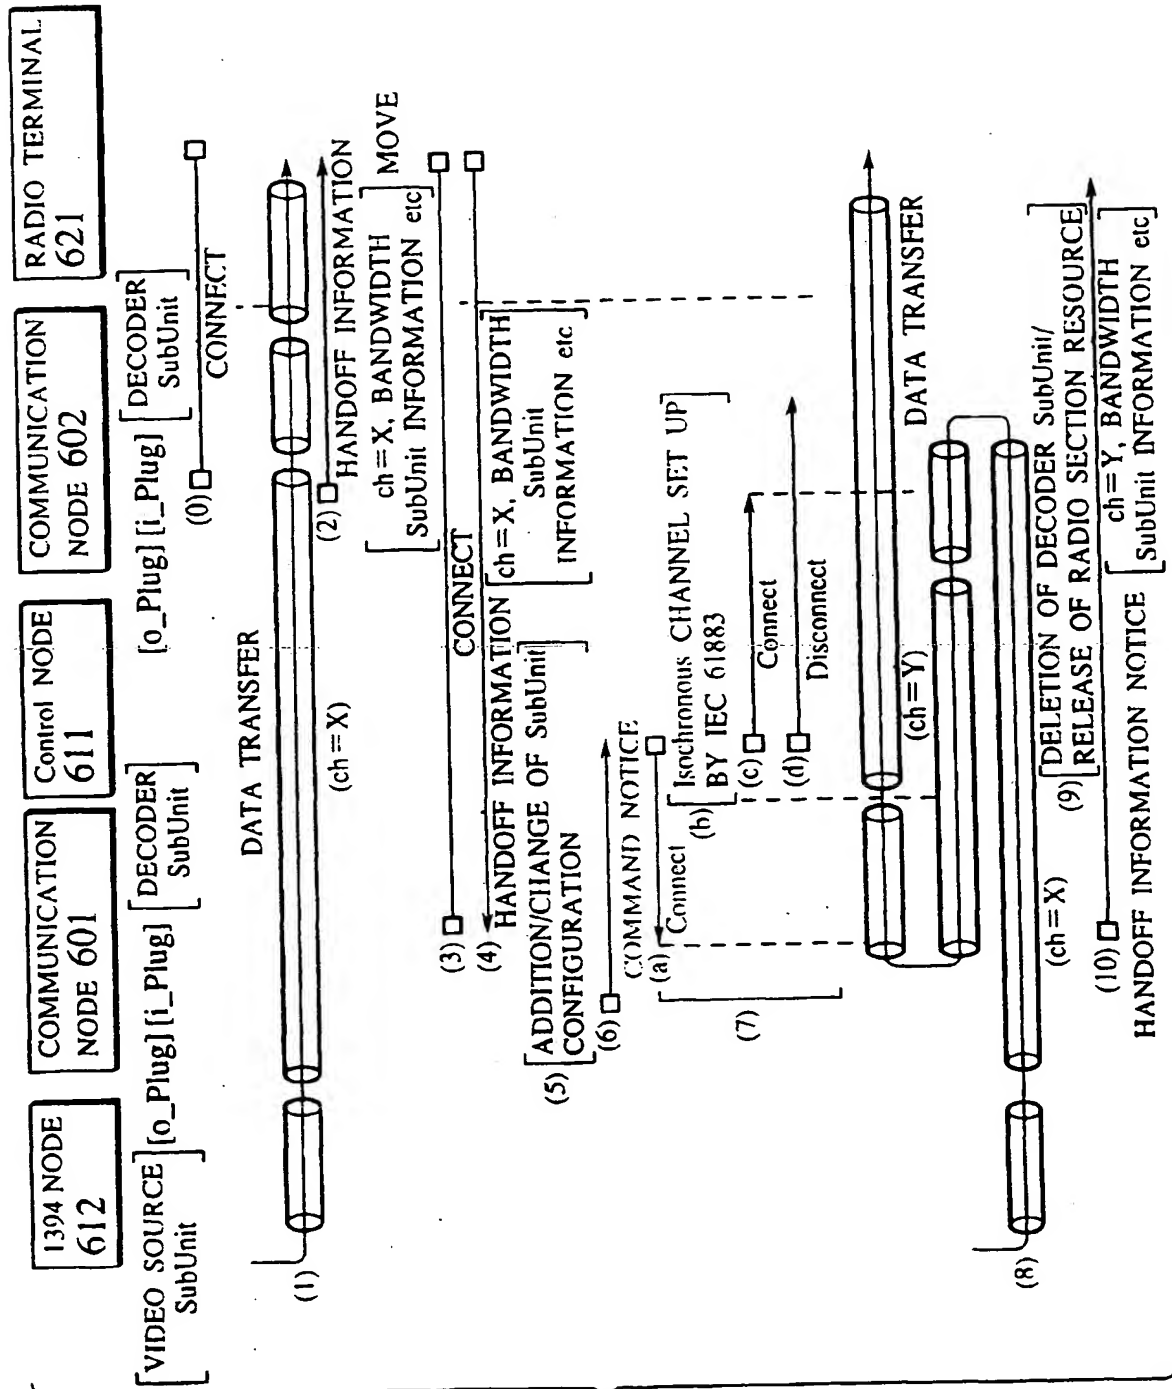 1394 NODE
612
COMMUNICATION
NODE 601
Control NODE
611
COMMUNICATION
NODE 602
RADIO TERMINAL
621
[VIDEO SOURCE
SubUnit]
[o_Plug] [i_Plug]
[DECODER
SubUnit]
[o_Plug] [i_Plug]
[DECODER
SubUnit]
(0)
CONNECT
DATA TRANSFER
(1)
(ch=X)
(2)
HANDOFF INFORMATION
[ch=X, BANDWIDTH
SubUnit INFORMATION etc]
MOVE
(3)
CONNECT
(4)
HANDOFF INFORMATION
[ch=X, BANDWIDTH
SubUnit
INFORMATION etc]
(5) [ADDITION/CHANGE OF SubUnit
CONFIGURATION]
(6)
COMMAND NOTICE
(7)
(a)
Connect
(b) [Isochronous CHANNEL SET UP
BY IEC 61883]
(c)
Connect
(d)
Disconnect
(ch=Y)
DATA TRANSFER
(8)
(ch=X)
(9) [DELETION OF DECODER SubUnit/
RELEASE OF RADIO SECTION RESOURCE]
(10)
HANDOFF INFORMATION NOTICE
[ch=Y, BANDWIDTH
SubUnit INFORMATION etc]